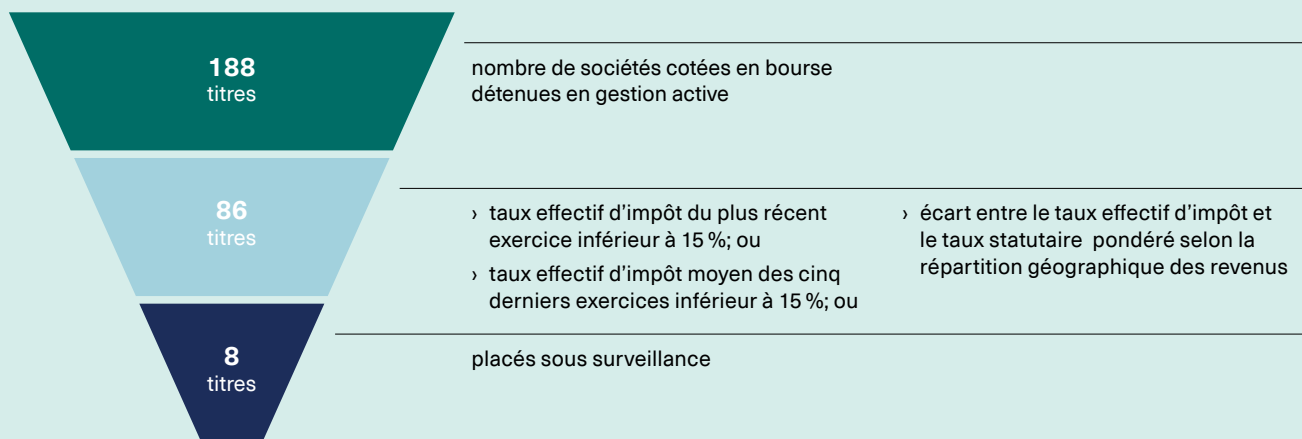 188
titres
nombre de sociétés cotées en bourse
détenues en gestion active
86
titres
› taux effectif d'impôt du plus récent
exercice inférieur à 15 %; ou
› taux effectif d'impôt moyen des cinq
derniers exercices inférieur à 15 %; ou
› écart entre le taux effectif d'impôt et
le taux statutaire pondéré selon la
répartition géographique des revenus
8
titres
placés sous surveillance